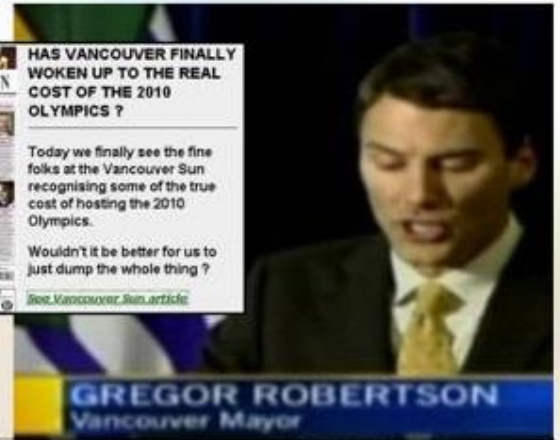 HAS VANCOUVER FINALLY
WOKEN UP TO THE REAL
COST OF THE 2010
OLYMPICS ?
Today we finally see the fine
folks at the Vancouver Sun
recognising some of the true
cost of hosting the 2010
Olympics.
Wouldn't it be better for us to
just dump the whole thing ?
See Vancouver Sun article
GREGOR ROBERTSON
Vancouver Mayor